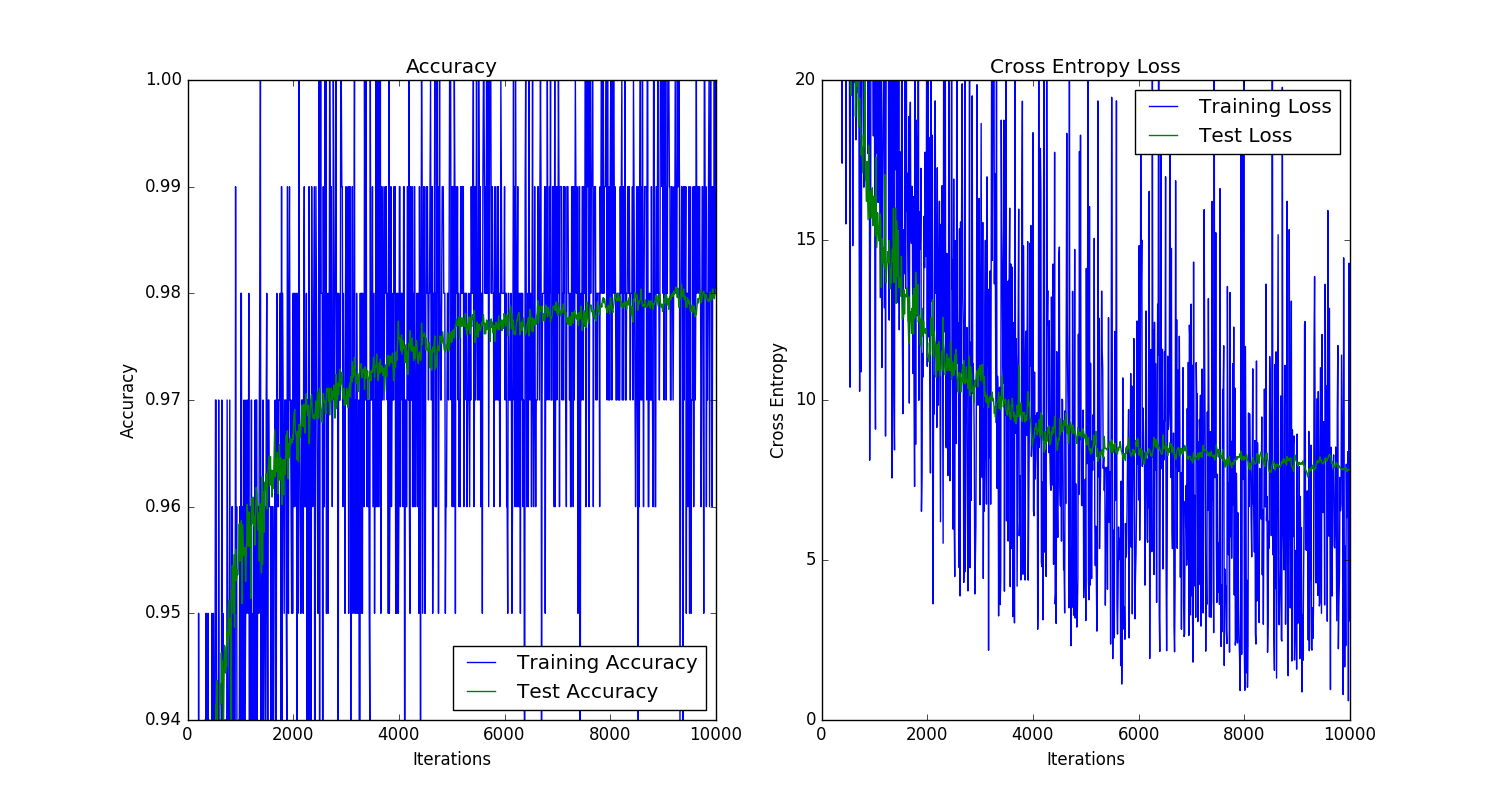 Accuracy
1.00
0.99
0.98
0.97
0.96
0.95
0.94
Accuracy
Training Accuracy
Test Accuracy
0 2000 4000 6000 8000 10000
Iterations
Cross Entropy Loss
20
15
10
5
0
Cross Entropy
Training Loss
Test Loss
0 2000 4000 6000 8000 10000
Iterations